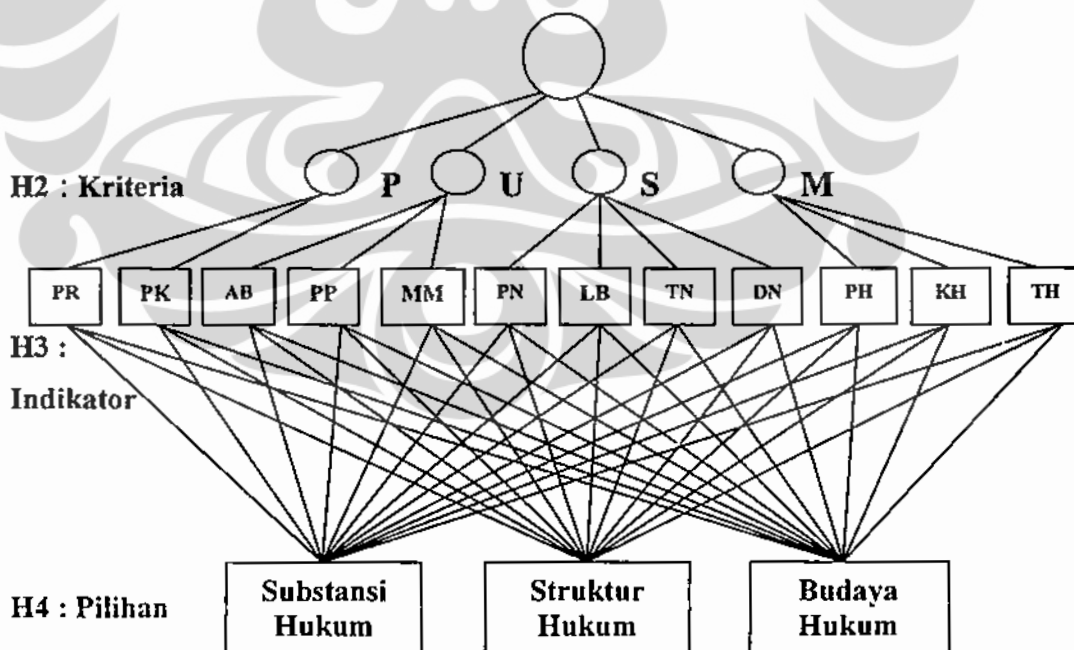 H2 : Kriteria P U S M
PR PK AB PP MM PN LB TN DN PH KH TH
H3 :
Indikator
H4 : Pilihan
Substansi
Hukum
Struktur
Hukum
Budaya
Hukum